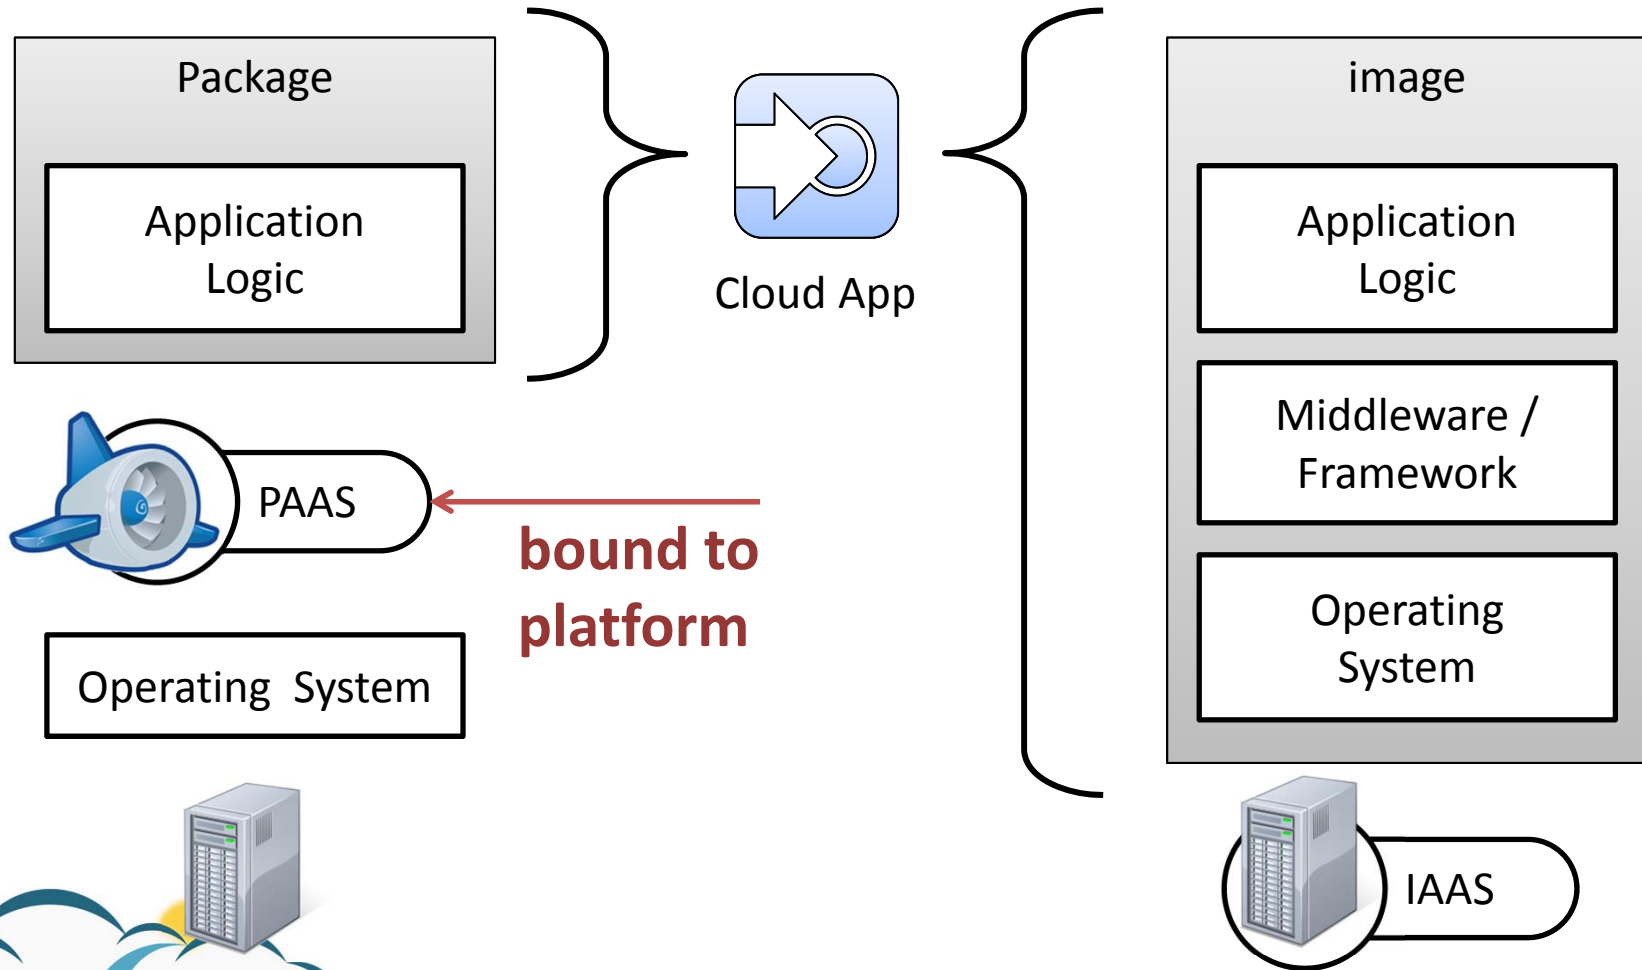 Package
Application
Logic
PAAS
Operating System
Cloud App
bound to
platform
image
Application
Logic
Middleware /
Framework
Operating
System
IAAS